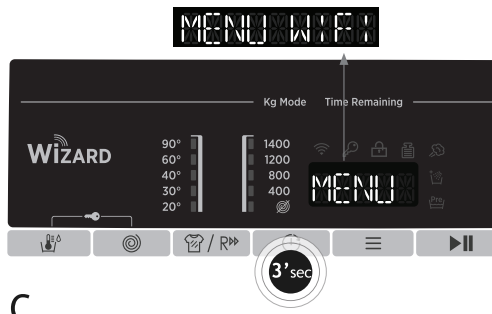 MENU WiFi
Kg Mode Time Remaining
WiZARD
90° 1400
60° 1200
40° 800
30° 400
20°
MENU
Pre
/ R
3’sec
C